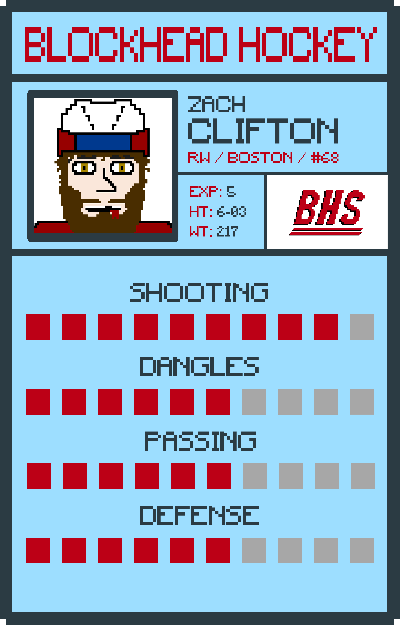 BLOCKHEAD HOCKEY
ZACH
CLIFTON
RW / BOSTON / #68
EXP: 5
HT: 6-03
WT: 217
BHS
SHOOTING
DANGLES
PASSING
DEFENSE